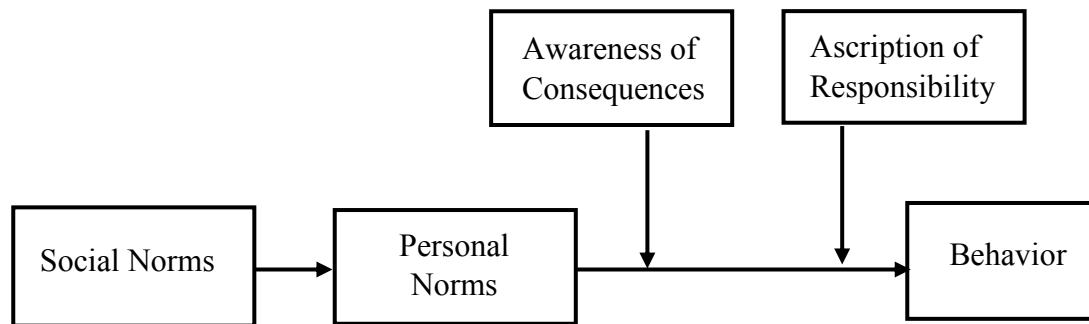 Awareness of
Consequences
Ascription of
Responsibility
Social Norms
Personal
Norms
Behavior